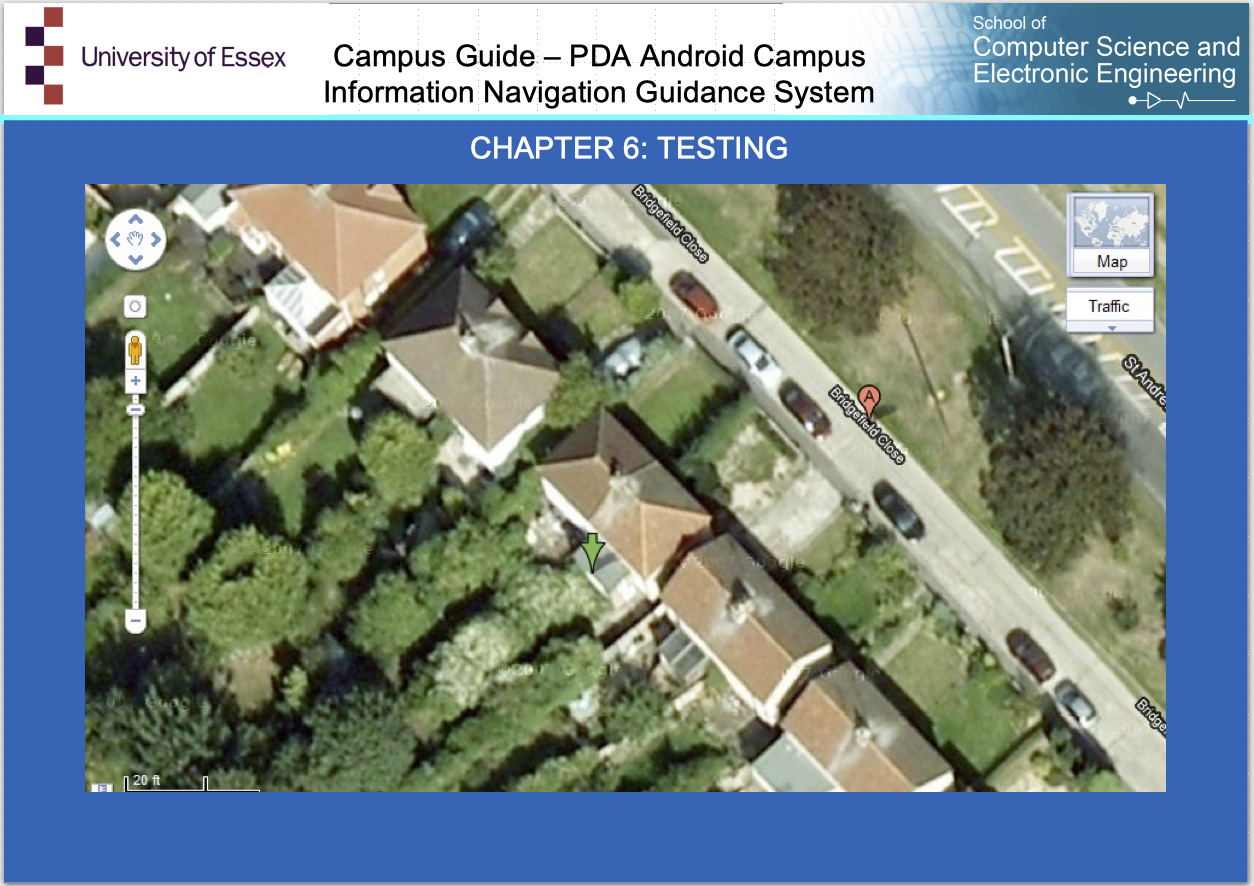 University of Essex
Campus Guide – PDA Android Campus
Information Navigation Guidance System
School of
Computer Science and
Electronic Engineering
CHAPTER 6: TESTING
Bridgefield Close
Map
Traffic
St Andre
A
Bridgefield Close
Bridge
20 ft